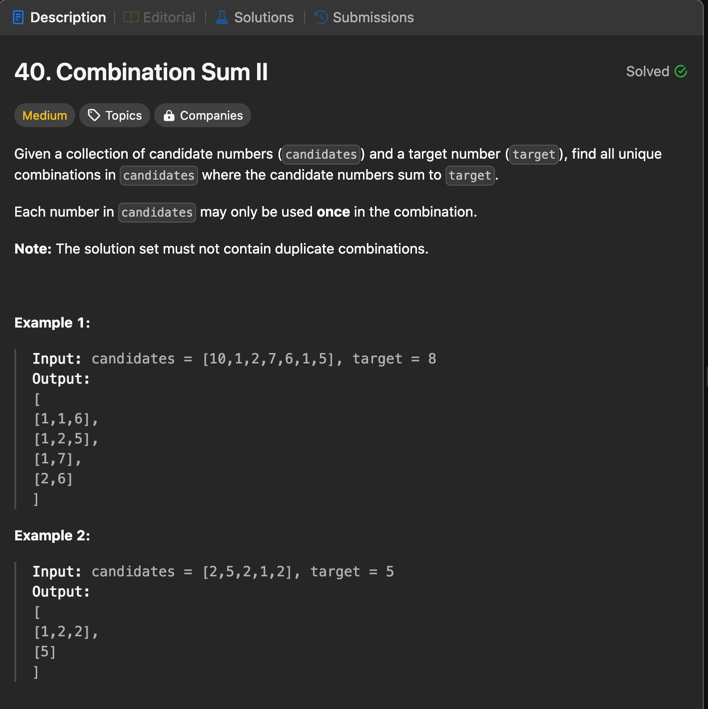 Description | Editorial | Solutions | Submissions
40. Combination Sum II
Solved
Medium Topics Companies
Given a collection of candidate numbers (candidates) and a target number (target), find all unique
combinations in candidates where the candidate numbers sum to target.
Each number in candidates may only be used once in the combination.
Note: The solution set must not contain duplicate combinations.
Example 1:
Input: candidates = [10,1,2,7,6,1,5], target = 8
Output:
[
[1,1,6],
[1,2,5],
[1,7],
[2,6]
]
Example 2:
Input: candidates = [2,5,2,1,2], target = 5
Output:
[
[1,2,2],
[5]
]